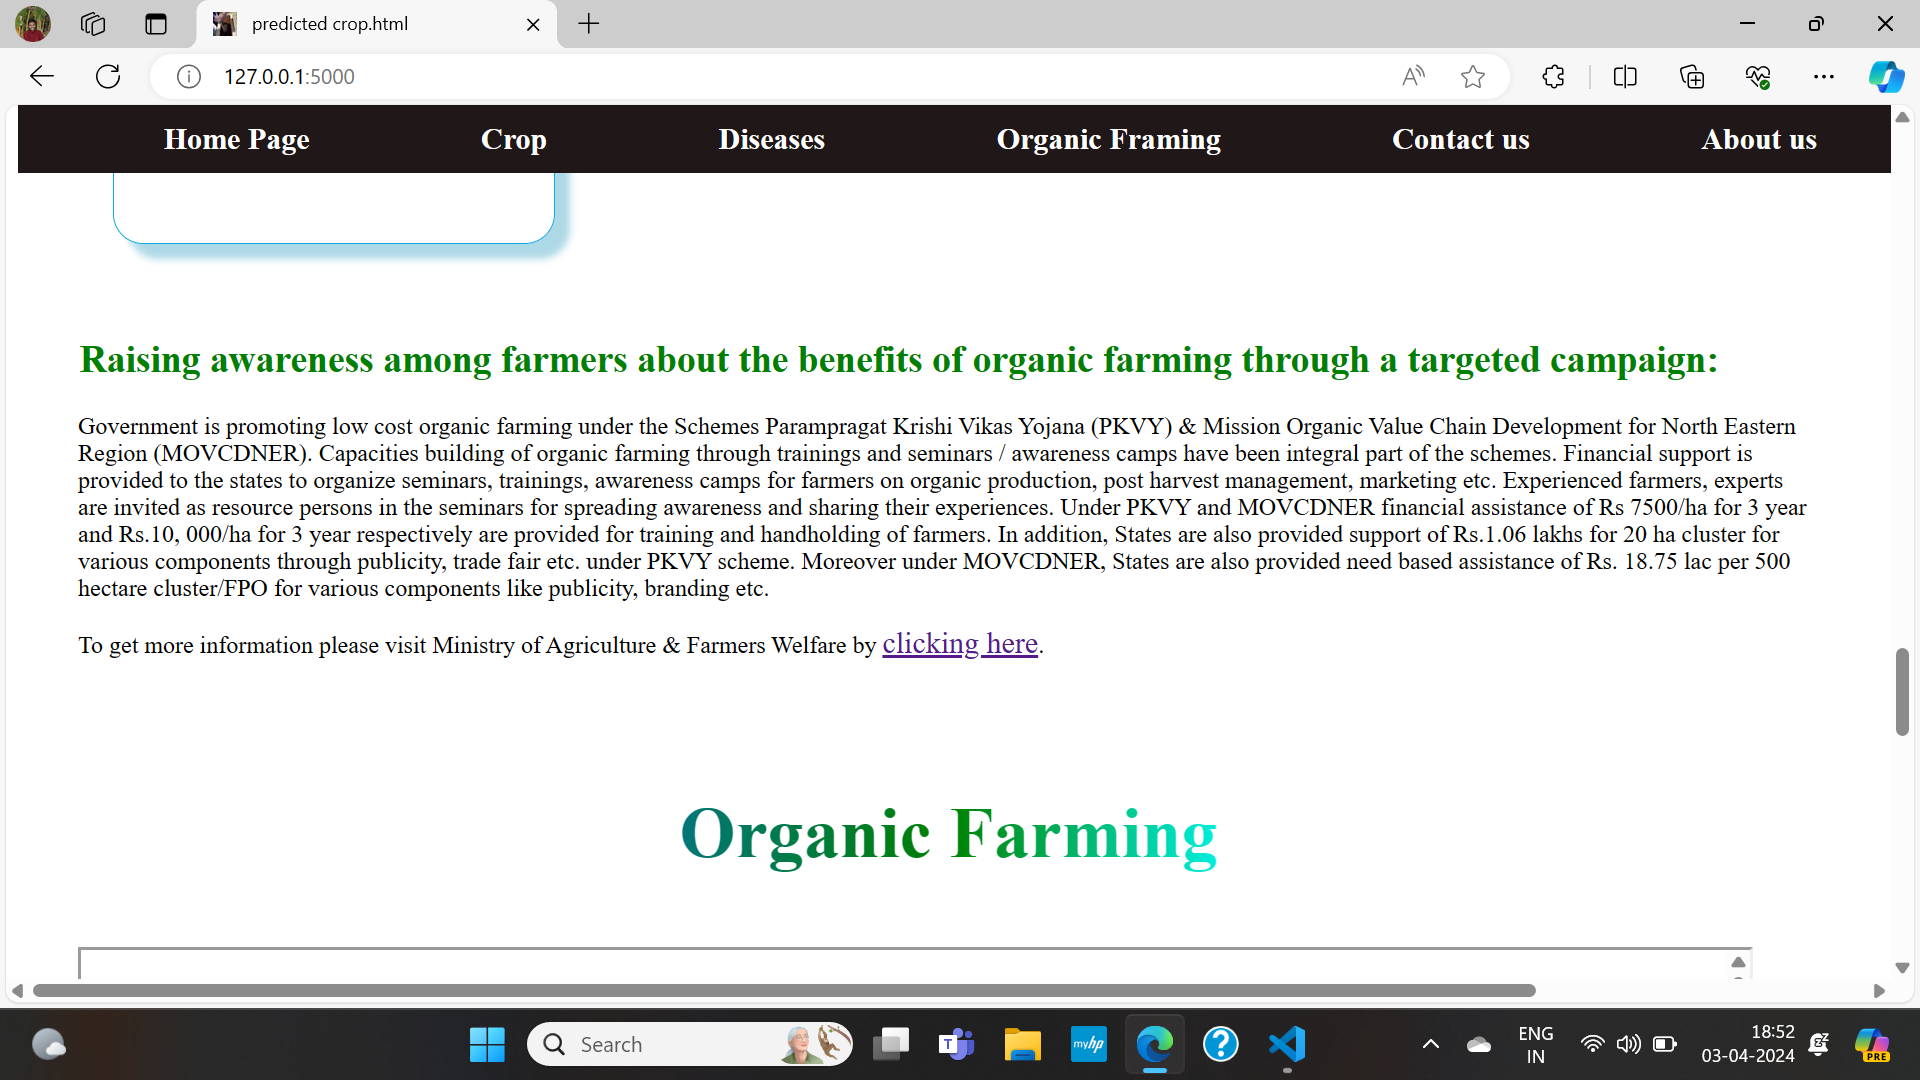 predicted crop.html
127.0.0.1:5000
Home Page Crop Diseases Organic Framing Contact us About us
Raising awareness among farmers about the benefits of organic farming through a targeted campaign:
Government is promoting low cost organic farming under the Schemes Parampragat Krishi Vikas Yojana (PKVY) & Mission Organic Value Chain Development for North Eastern
Region (MOVCDNER). Capacities building of organic farming through trainings and seminars / awareness camps have been integral part of the schemes. Financial support is
provided to the states to organize seminars, trainings, awareness camps for farmers on organic production, post harvest management, marketing etc. Experienced farmers, experts
are invited as resource persons in the seminars for spreading awareness and sharing their experiences. Under PKVY and MOVCDNER financial assistance of Rs 7500/ha for 3 year
and Rs.10, 000/ha for 3 year respectively are provided for training and handholding of farmers. In addition, States are also provided support of Rs.1.06 lakhs for 20 ha cluster for
various components through publicity, trade fair etc. under PKVY scheme. Moreover under MOVCDNER, States are also provided need based assistance of Rs. 18.75 lac per 500
hectare cluster/FPO for various components like publicity, branding etc.
To get more information please visit Ministry of Agriculture & Farmers Welfare by clicking here.
Organic Farming
Search
myhp
ENG
IN
18:52
03-04-2024
PRE